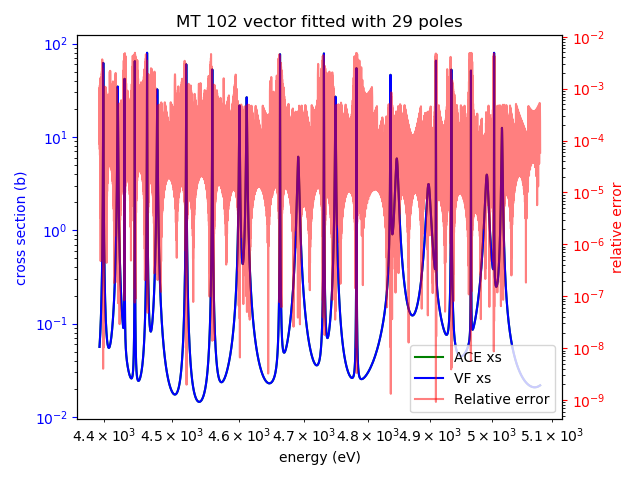 MT 102 vector fitted with 29 poles
cross section (b)
10²
10¹
10⁰
10⁻¹
10⁻²
10⁻²
10⁻³
10⁻⁴
10⁻⁵
10⁻⁶
10⁻⁷
10⁻⁸
10⁻⁹
relative error
ACE xs
VF xs
Relative error
4.4 × 10³ 4.5 × 10³ 4.6 × 10³ 4.7 × 10³ 4.8 × 10³ 4.9 × 10³ 5 × 10³ 5.1 × 10³
energy (eV)